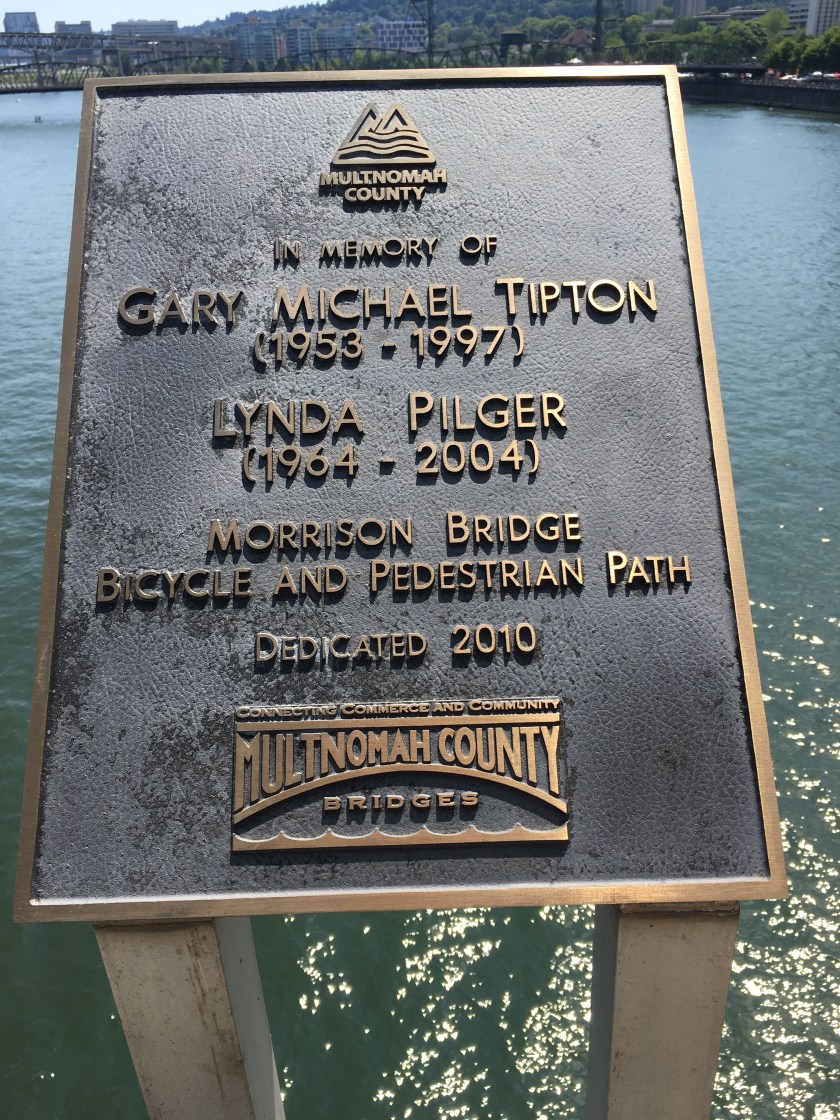 MULTNOMAH
COUNTY
IN MEMORY OF
GARY MICHAEL TIPTON
(1953 - 1997)
LYNDA PILGER
(1964 - 2004)
MORRISON BRIDGE
BICYCLE AND PEDESTRIAN PATH
DEDICATED 2010
CONNECTING COMMERCE AND COMMUNITY
MULTNOMAH COUNTY
BRIDGES